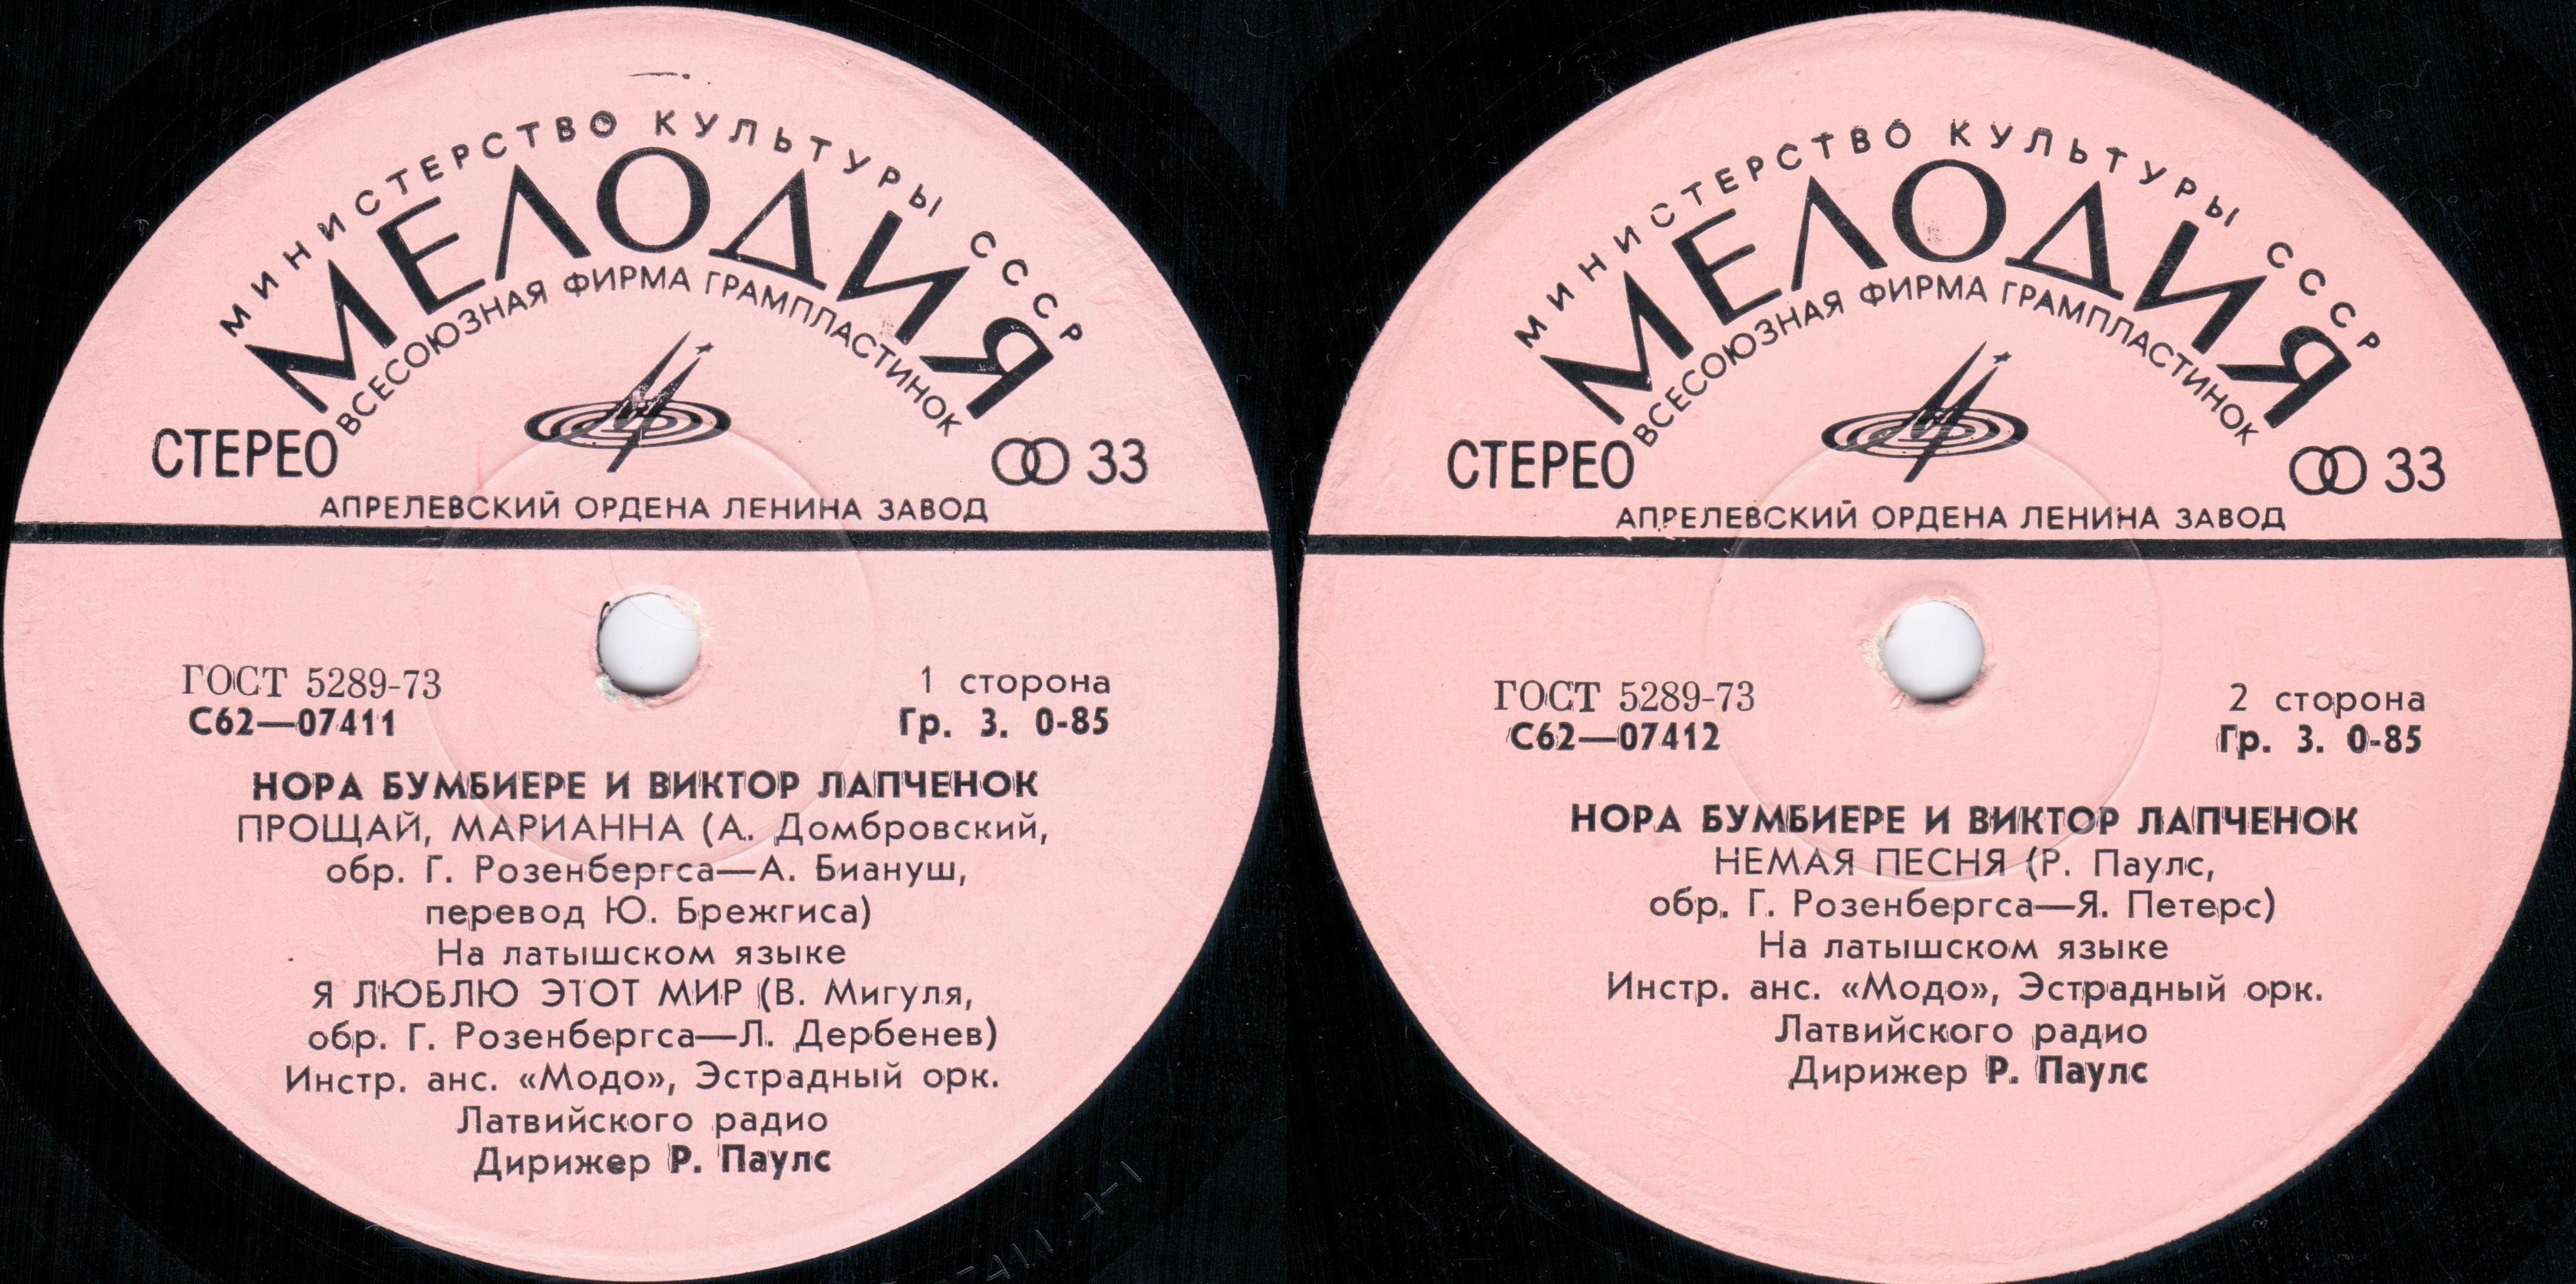 МИНИСТЕРСТВО КУЛЬТУРЫ СССР
МЕЛОДИЯ
ВСЕСОЮЗНАЯ ФИРМА ГРАМПЛАСТИНОК
СТЕРЕО
33
АПРЕЛЕВСКИЙ ОРДЕНА ЛЕНИНА ЗАВОД
ГОСТ 5289-73
1 сторона
С62—07411
Гр. 3. 0-85
НОРА БУМБИЕРЕ И ВИКТОР ЛАПЧЕНОК
ПРОЩАЙ, МАРИАННА (А. Домбровский,
обр. Г. Розенбергса—А. Биануш,
перевод Ю. Брежгиса)
На латышском языке
Я ЛЮБЛЮ ЭТОТ МИР (В. Мигуля,
обр. Г. Розенбергса—Л. Дербенев)
Инстр. анс. «Модо», Эстрадный орк.
Латвийского радио
Дирижер Р. Паулс
МИНИСТЕРСТВО КУЛЬТУРЫ СССР
МЕЛОДИЯ
ВСЕСОЮЗНАЯ ФИРМА ГРАМПЛАСТИНОК
СТЕРЕО
33
АПРЕЛЕВСКИЙ ОРДЕНА ЛЕНИНА ЗАВОД
ГОСТ 5289-73
2 сторона
С62—07412
Гр. 3. 0-85
НОРА БУМБИЕРЕ И ВИКТОР ЛАПЧЕНОК
НЕМАЯ ПЕСНЯ (Р. Паулс,
обр. Г. Розенбергса—Я. Петерс)
На латышском языке
Инстр. анс. «Модо», Эстрадный орк.
Латвийского радио
Дирижер Р. Паулс